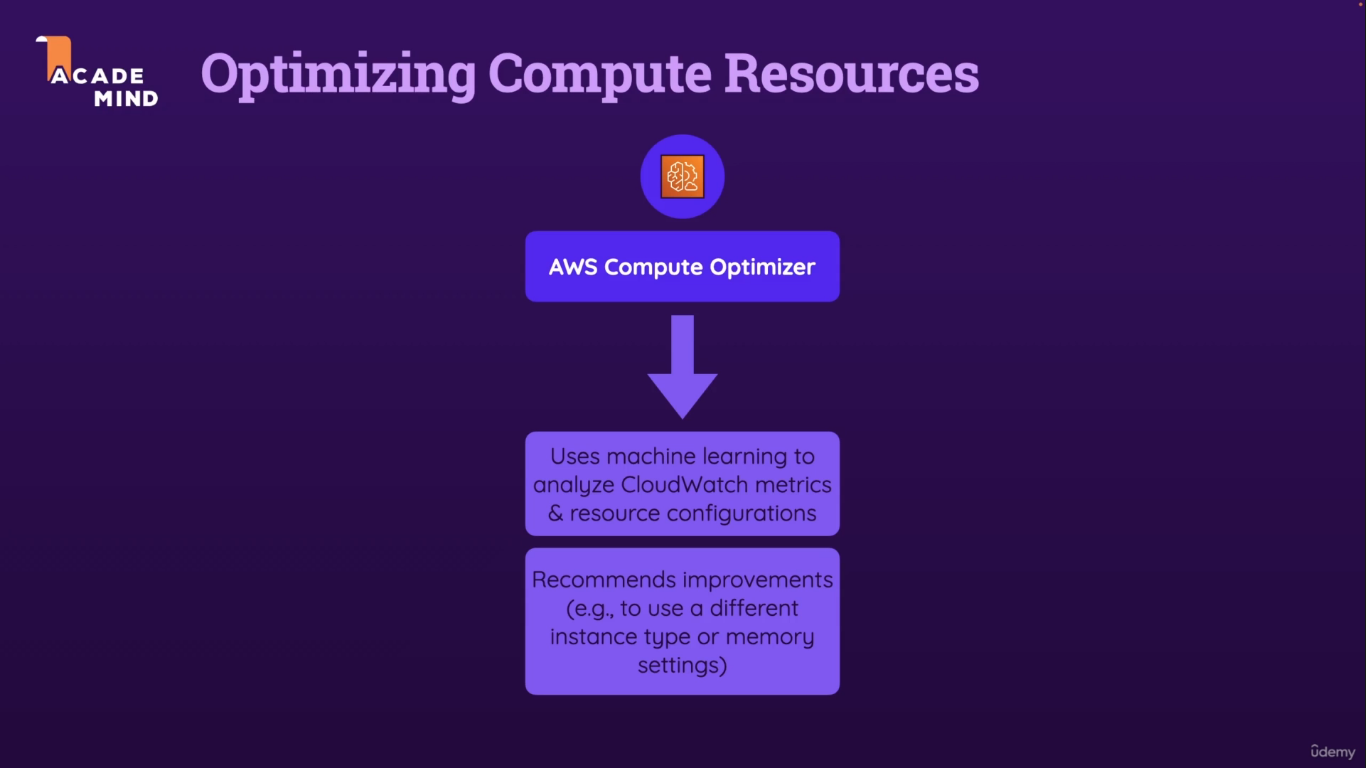 ACADE
MIND
Optimizing Compute Resources
AWS Compute Optimizer
Uses machine learning to
analyze CloudWatch metrics
& resource configurations
Recommends improvements
(e.g., to use a different
instance type or memory
settings)
ûdemy